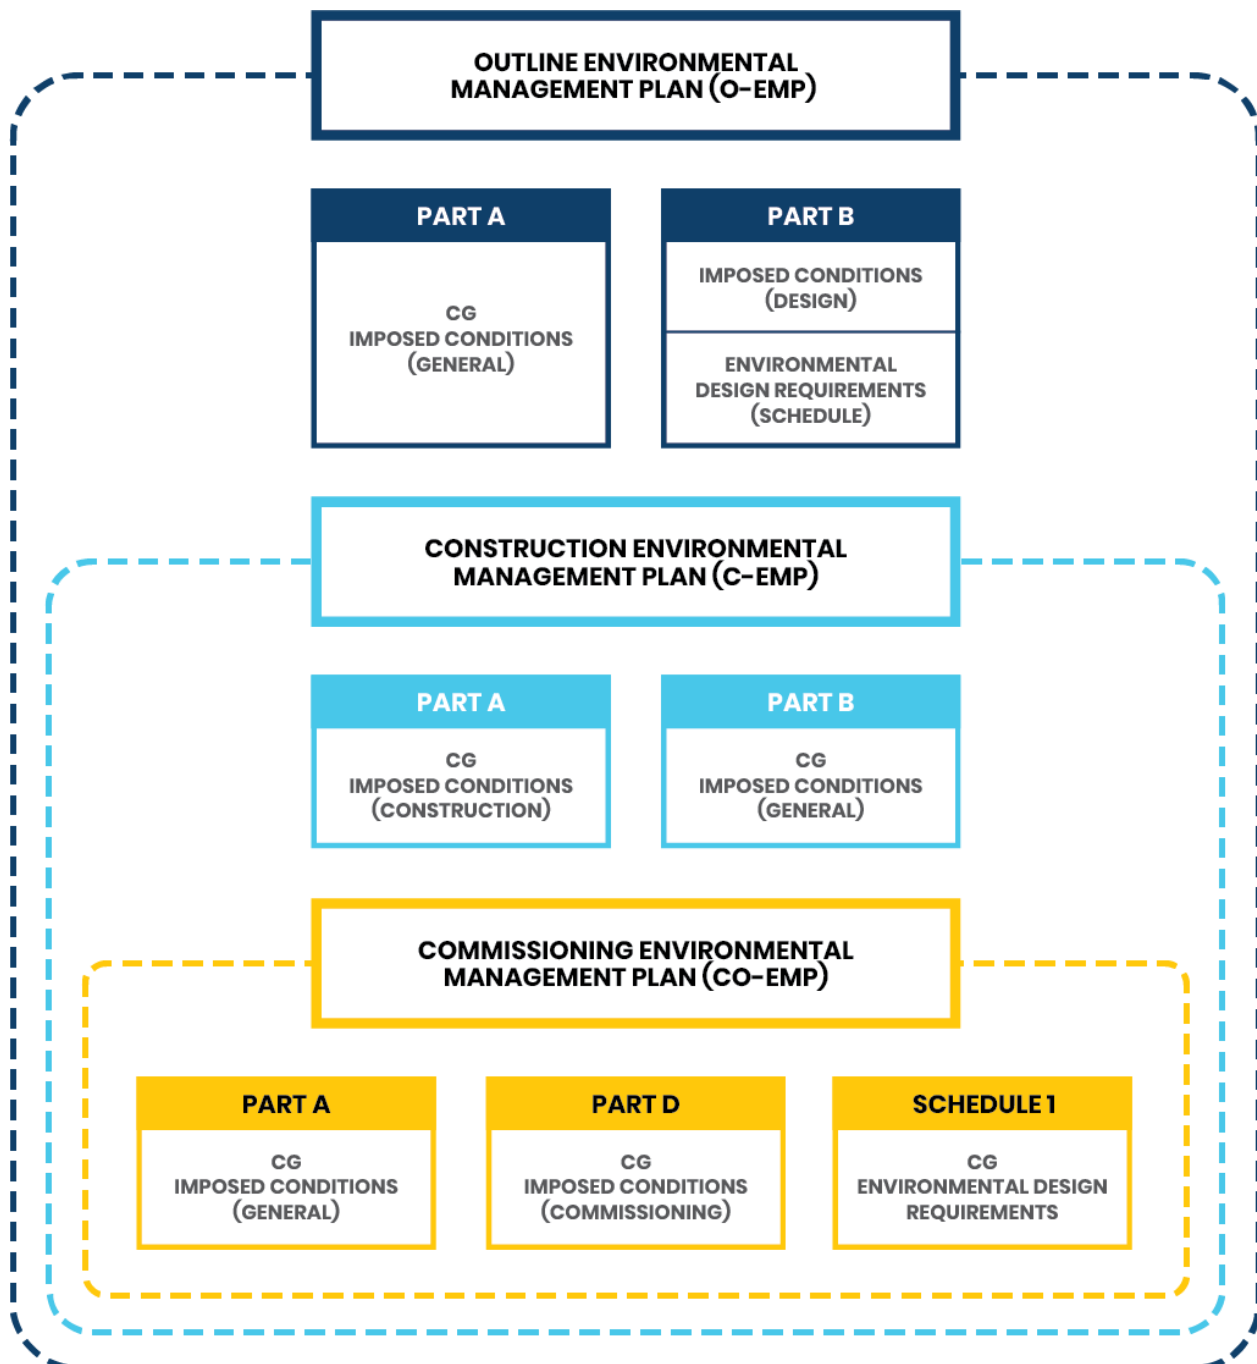 OUTLINE ENVIRONMENTAL
MANAGEMENT PLAN (O-EMP)
PART A
CG
IMPOSED CONDITIONS
(GENERAL)
PART B
IMPOSED CONDITIONS
(DESIGN)
ENVIRONMENTAL
DESIGN REQUIREMENTS
(SCHEDULE)
CONSTRUCTION ENVIRONMENTAL
MANAGEMENT PLAN (C-EMP)
PART A
CG
IMPOSED CONDITIONS
(CONSTRUCTION)
PART B
CG
IMPOSED CONDITIONS
(GENERAL)
COMMISSIONING ENVIRONMENTAL
MANAGEMENT PLAN (CO-EMP)
PART A
CG
IMPOSED CONDITIONS
(GENERAL)
PART D
CG
IMPOSED CONDITIONS
(COMMISSIONING)
SCHEDULE 1
CG
ENVIRONMENTAL DESIGN
REQUIREMENTS